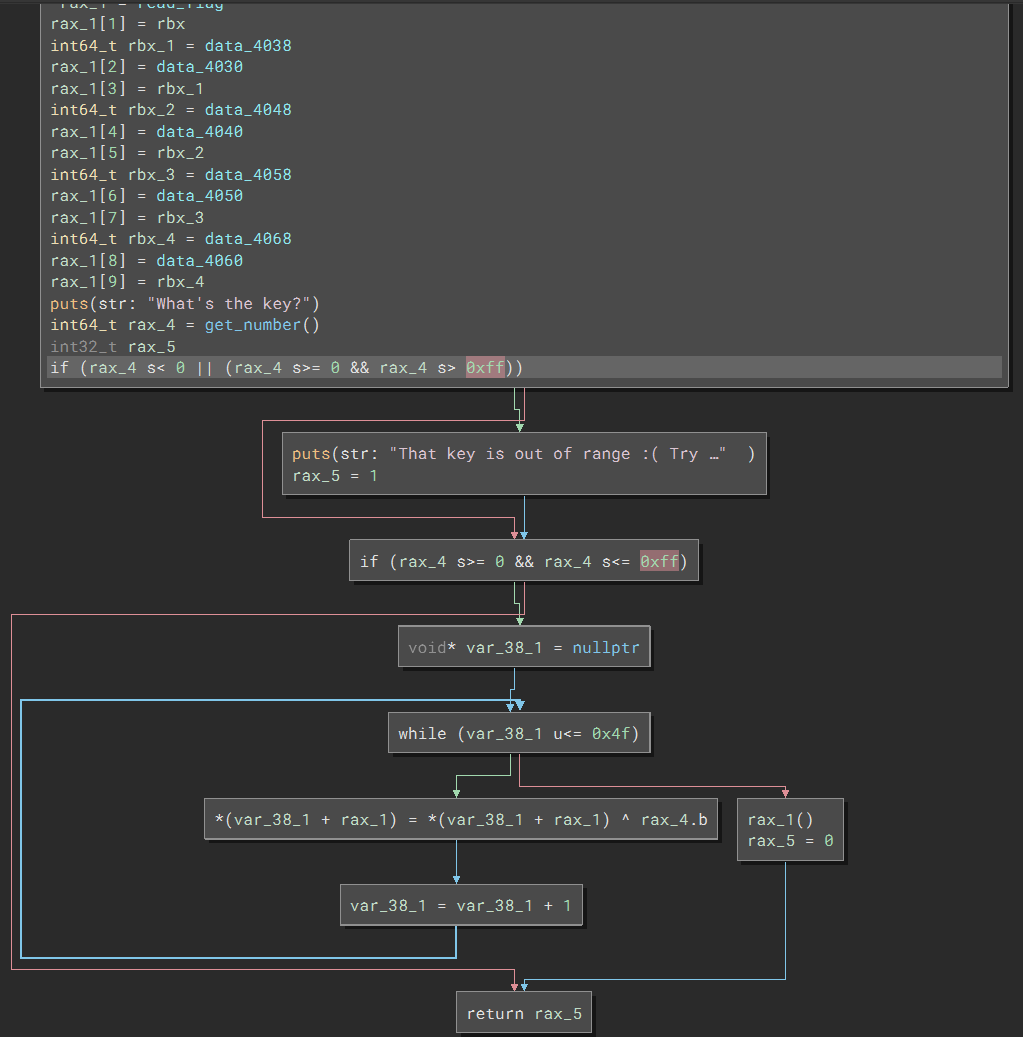 rax_1 = read_flag
rax_1[1] = rbx
int64_t rbx_1 = data_4038
rax_1[2] = data_4030
rax_1[3] = rbx_1
int64_t rbx_2 = data_4048
rax_1[4] = data_4040
rax_1[5] = rbx_2
int64_t rbx_3 = data_4058
rax_1[6] = data_4050
rax_1[7] = rbx_3
int64_t rbx_4 = data_4068
rax_1[8] = data_4060
rax_1[9] = rbx_4
puts(str: "What's the key?")
int64_t rax_4 = get_number()
int32_t rax_5
if (rax_4 s< 0 || (rax_4 s>= 0 && rax_4 s> 0xff))
puts(str: "That key is out of range :( Try …"  )
rax_5 = 1
if (rax_4 s>= 0 && rax_4 s<= 0xff)
void* var_38_1 = nullptr
while (var_38_1 u<= 0x4f)
*(var_38_1 + rax_1) = *(var_38_1 + rax_1) ^ rax_4.b
rax_1()
rax_5 = 0
var_38_1 = var_38_1 + 1
return rax_5